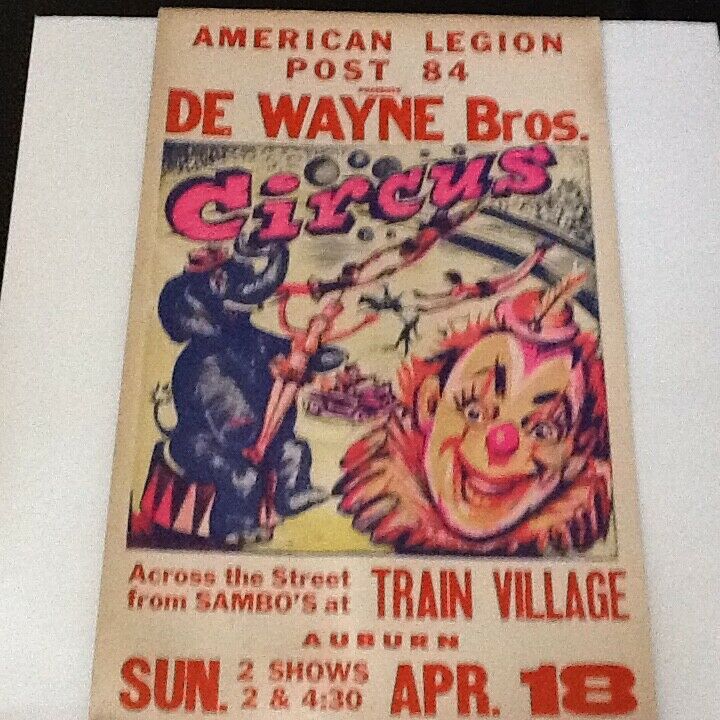 AMERICAN LEGION
POST 84
PRESENTS
DE WAYNE Bros.
Circus
Across the Street
from SAMBO'S at
TRAIN VILLAGE
AUBURN
SUN. 2 SHOWS
2 & 4:30
APR. 18